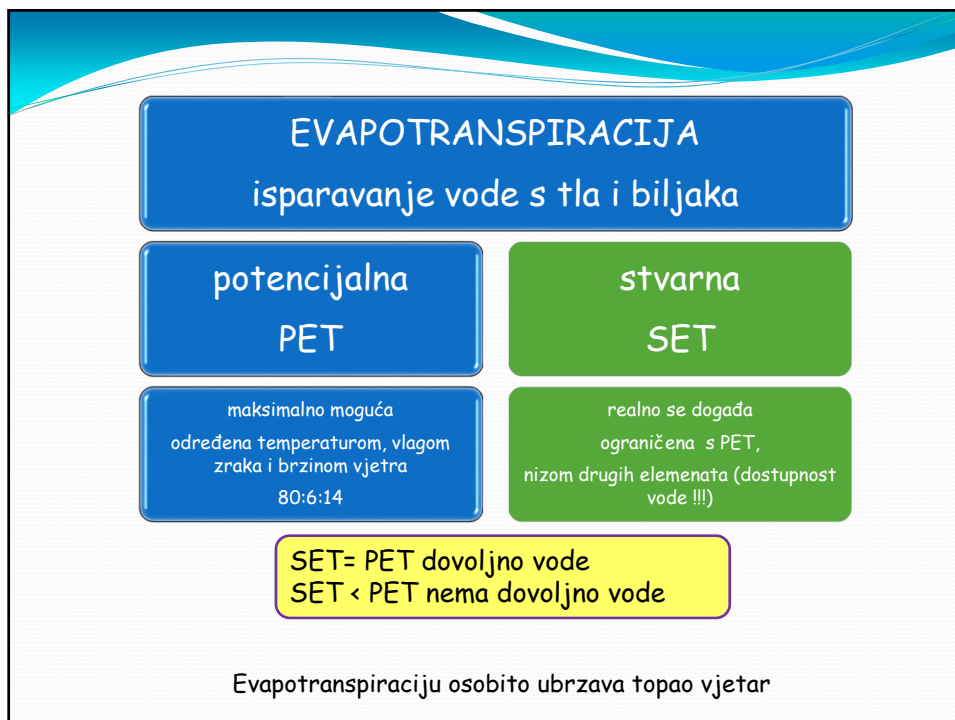 EVAPOTRANSPIRACIJA
isparavanje vode s tla i biljaka
potencijalna
PET
maksimalno moguća
određena temperaturom, vlagom
zraka i brzinom vjetra
80:6:14
stvarna
SET
realno se događa
ograničena s PET,
nizom drugih elemenata (dostupnost
vode !!!)
SET= PET dovoljno vode
SET < PET nema dovoljno vode
Evapotranspiraciju osobito ubrzava topao vjetar